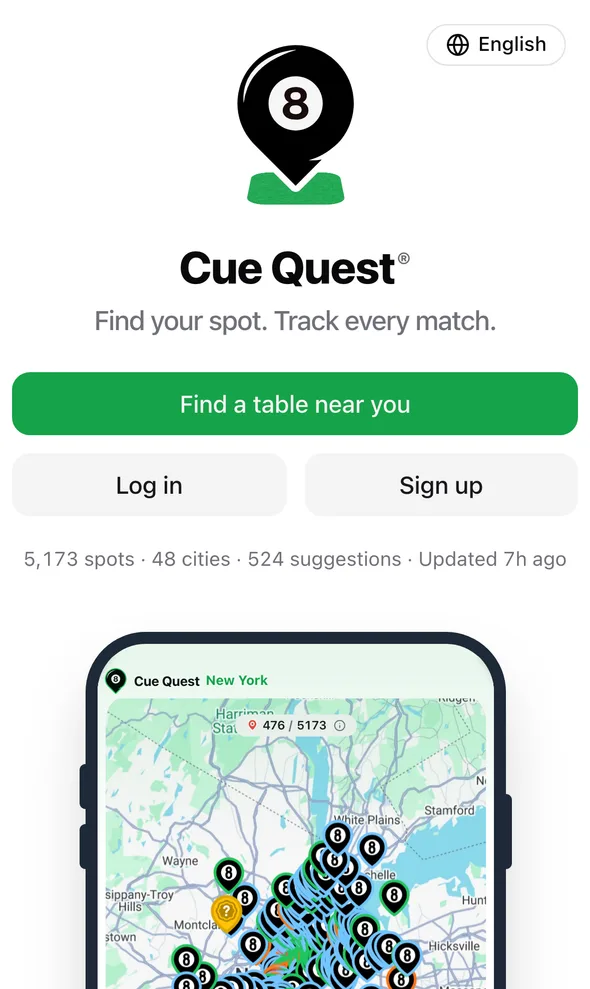 English
8
Cue Quest®
Find your spot. Track every match.
Find a table near you
Log in
Sign up
5,173 spots · 48 cities · 524 suggestions · Updated 7h ago
8 Cue Quest New York
476 / 5173
Harriman
White Plains
Stamford
Wayne
Hills
Hicksville